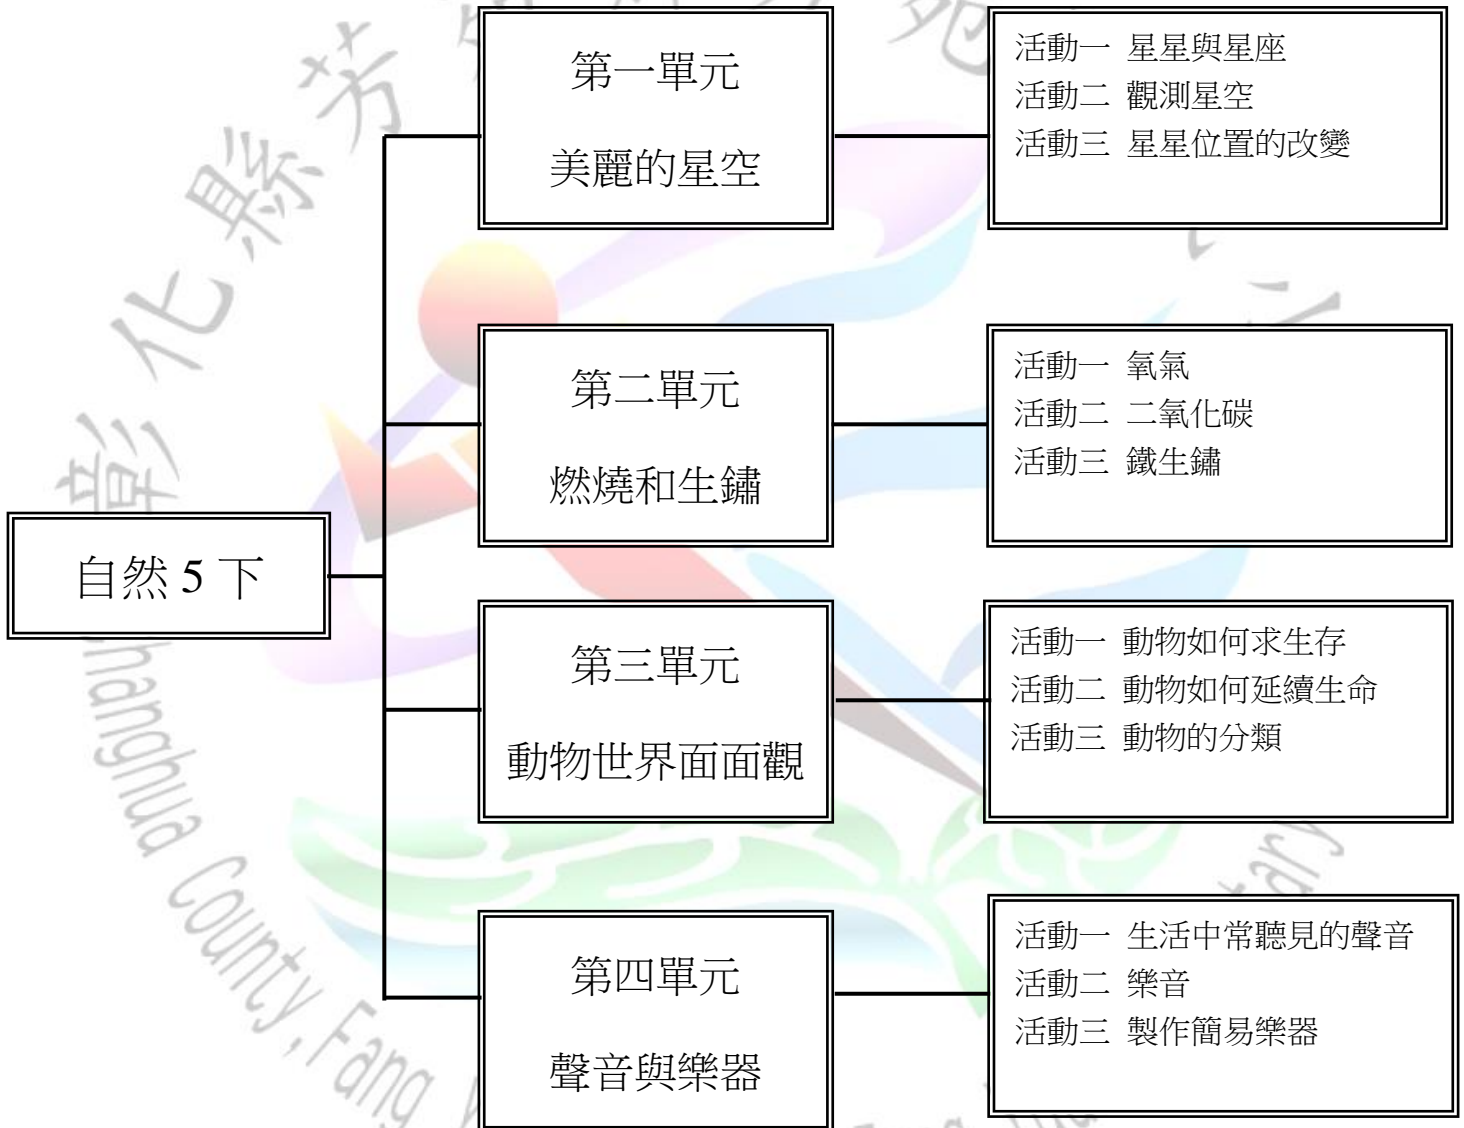 自然 5 下
第一單元
美麗的星空
活動一 星星與星座
活動二 觀測星空
活動三 星星位置的改變
第二單元
燃燒和生鏽
活動一 氧氣
活動二 二氧化碳
活動三 鐵生鏽
第三單元
動物世界面面觀
活動一 動物如何求生存
活動二 動物如何延續生命
活動三 動物的分類
第四單元
聲音與樂器
活動一 生活中常聽見的聲音
活動二 樂音
活動三 製作簡易樂器
彰化縣芳
County, Fang